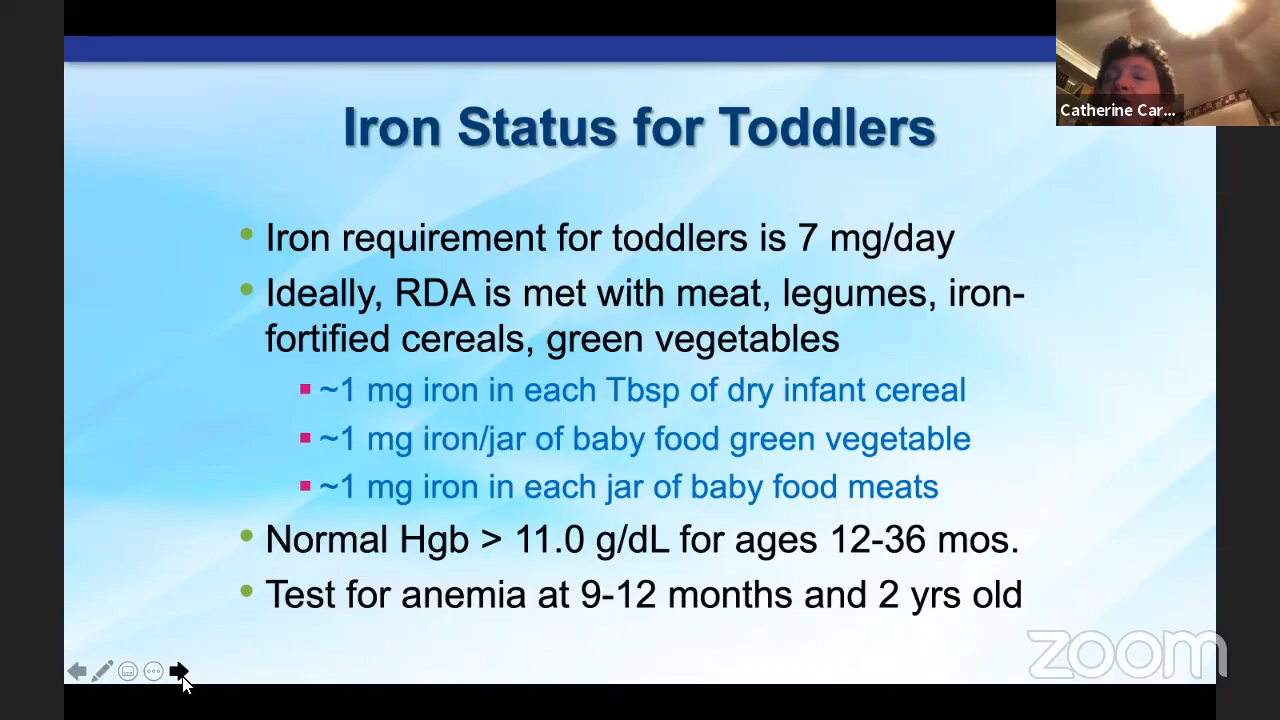 Iron Status for Toddlers
Catherine Car...
• Iron requirement for toddlers is 7 mg/day
• Ideally, RDA is met with meat, legumes, iron-
fortified cereals, green vegetables
▪ ~1 mg iron in each Tbsp of dry infant cereal
▪ ~1 mg iron/jar of baby food green vegetable
▪ ~1 mg iron in each jar of baby food meats
• Normal Hgb > 11.0 g/dL for ages 12-36 mos.
• Test for anemia at 9-12 months and 2 yrs old
zoom